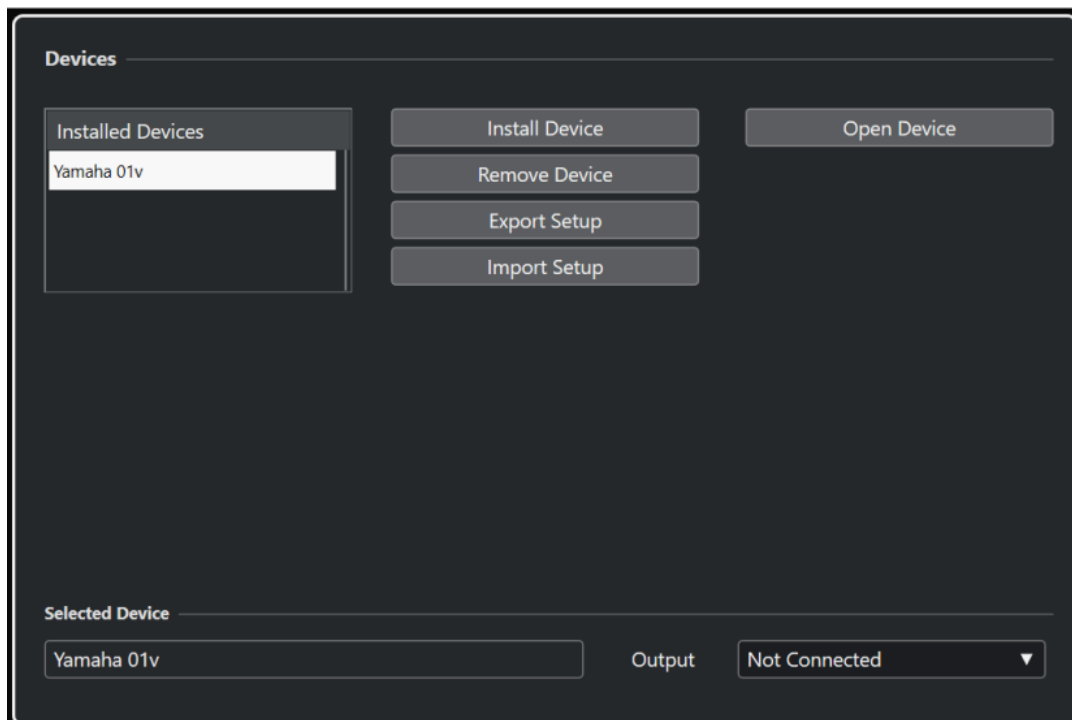 Devices
Installed Devices
Yamaha 01v
Install Device
Remove Device
Export Setup
Import Setup
Open Device
Selected Device
Yamaha 01v
Output
Not Connected